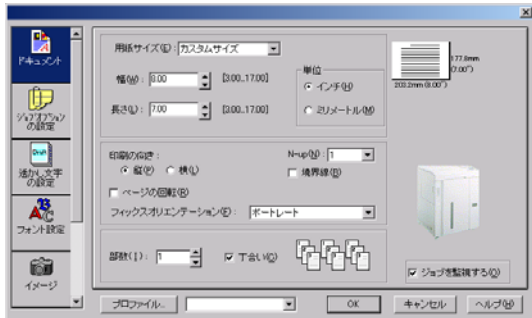 ドキュメント
ジョブオプション
の設定
透かし文字
の設定
フォント設定
イメージ
用紙サイズ(E): カスタムサイズ
幅(W): 8.00 [3.00..17.00]
長さ(L): 7.00 [3.00..17.00]
単位
インチ(H)
ミリメートル(M)
177.8mm
(7.00")
203.2mm (8.00")
印刷の向き:
縦(P) 横(L)
N-up(N): 1
境界線(B)
ページの回転(R)
フィックスオリエンテーション(F): ポートレート
部数(I): 1
丁合い(C)
ジョブを監視する(O)
プロファイル..
OK
キャンセル
ヘルプ(H)